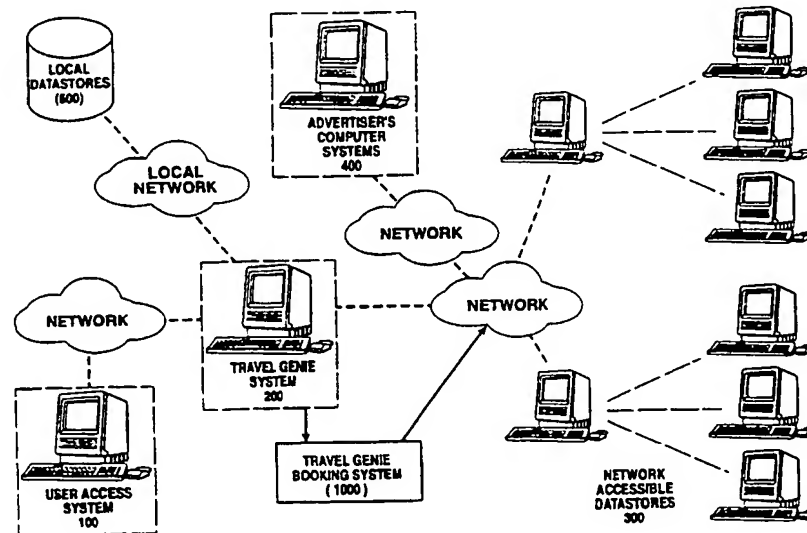 LOCAL
DATASTORES
(500)
ADVERTISER'S
COMPUTER
SYSTEMS
400
LOCAL
NETWORK
NETWORK
NETWORK
NETWORK
TRAVEL GENIE
SYSTEM
200
TRAVEL GENIE
BOOKING SYSTEM
( 1000 )
USER ACCESS
SYSTEM
100
NETWORK
ACCESSIBLE
DATASTORES
300